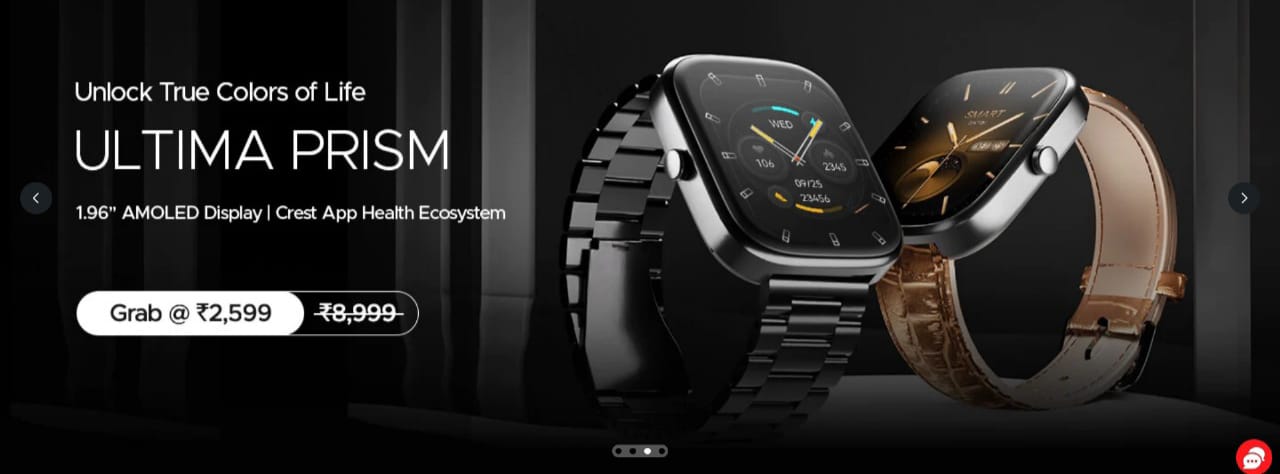 Unlock True Colors of Life
ULTIMA PRISM
1.96" AMOLED Display | Crest App Health Ecosystem
Grab @ ₹2,599 ₹8,999
WED
106
2345
09/25
23456
SMART